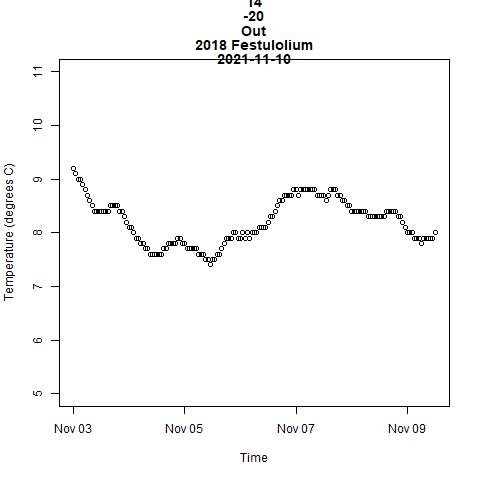 14
-20
Out
2018 Festulolium
2021-11-10
Temperature (degrees C)
11
10
9
8
7
6
5
Nov 03 Nov 05 Nov 07 Nov 09
Time